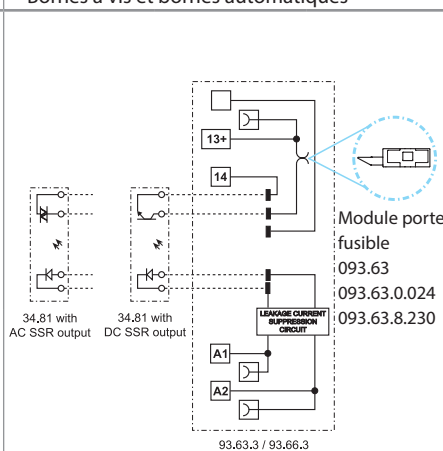 Bornes à vis et bornes automatiques
13+
14
Module porte
fusible
093.63
093.63.0.024
093.63.8.230
34.81 with
AC SSR output
34.81 with
DC SSR output
LEAKAGE CURRENT
SUPPRESSION
CIRCUIT
A1
A2
93.63.3 / 93.66.3